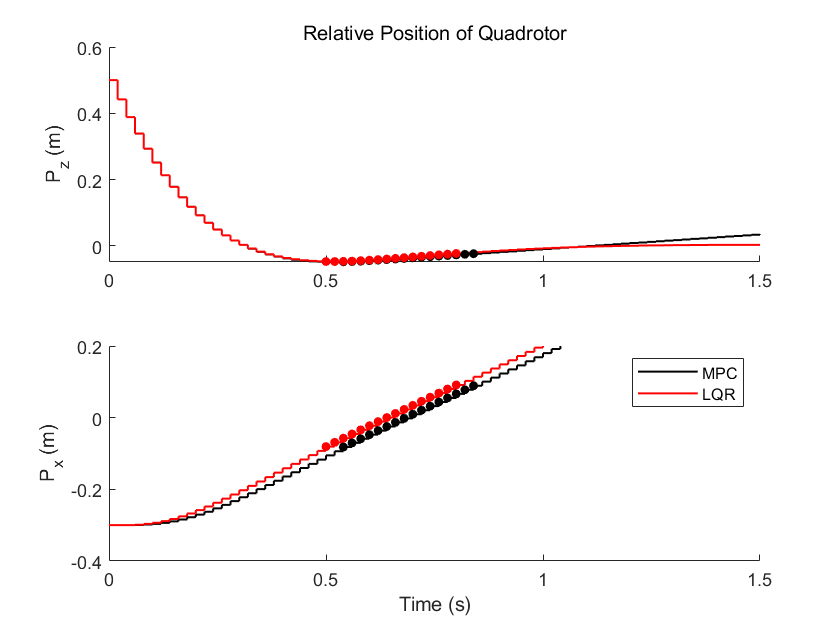 Relative Position of Quadrotor
0.6
0.4
0.2
0
P_z (m)
0 0.5 1 1.5
0.2
0
-0.2
-0.4
P_x (m)
MPC
LQR
0 0.5 1 1.5
Time (s)